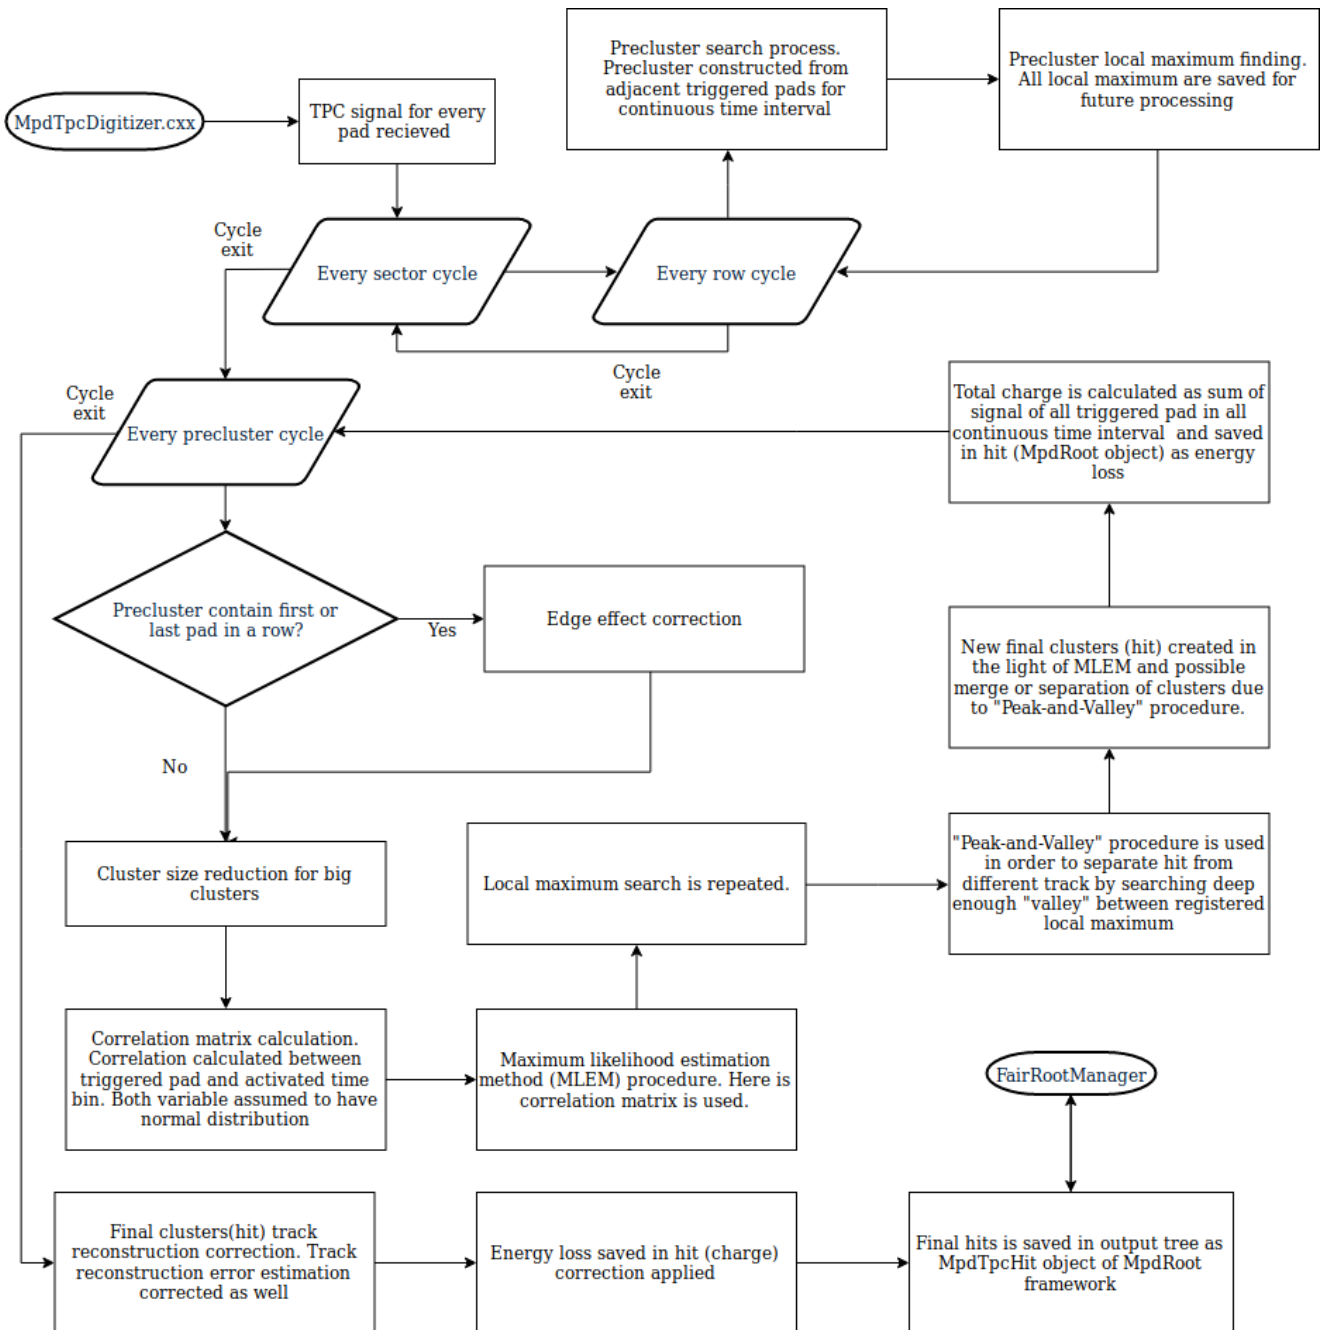 MpdTpcDigitizer.cxx
TPC signal for every
pad recieved
Precluster search process.
Precluster constructed from
adjacent triggered pads for
continuous time interval
Precluster local maximum finding.
All local maximum are saved for
future processing
Cycle
exit
Every sector cycle
Every row cycle
Cycle
exit
Cycle
exit
Every precluster cycle
Total charge is calculated as sum of
signal of all triggered pad in all
continuous time interval  and saved
in hit (MpdRoot object) as energy
loss
Precluster contain first or
last pad in a row?
Yes
Edge effect correction
New final clusters (hit) created in
the light of MLEM and possible
merge or separation of clusters due
to "Peak-and-Valley" procedure.
No
Cluster size reduction for big
clusters
Local maximum search is repeated.
"Peak-and-Valley" procedure is used
in order to separate hit from
different track by searching deep
enough "valley" between registered
local maximum
Correlation matrix calculation.
Correlation calculated between
triggered pad and activated time
bin. Both variable assumed to have
normal distribution
Maximum likelihood estimation
method (MLEM) procedure. Here is
correlation matrix is used.
FairRootManager
Final clusters(hit) track
reconstruction correction. Track
reconstruction error estimation
corrected as well
Energy loss saved in hit (charge)
correction applied
Final hits is saved in output tree as
MpdTpcHit object of MpdRoot
framework